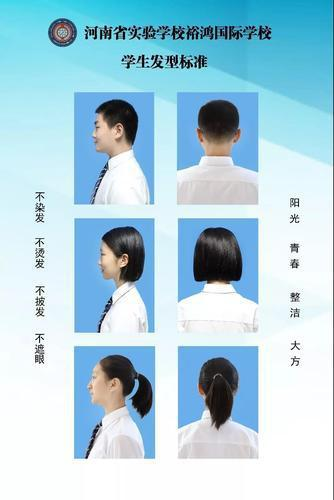 河南省实验学校裕鸿国际学校
学生发型标准
不染发 不烫发 不披发 不遮眼
阳光 青春 整洁 大方